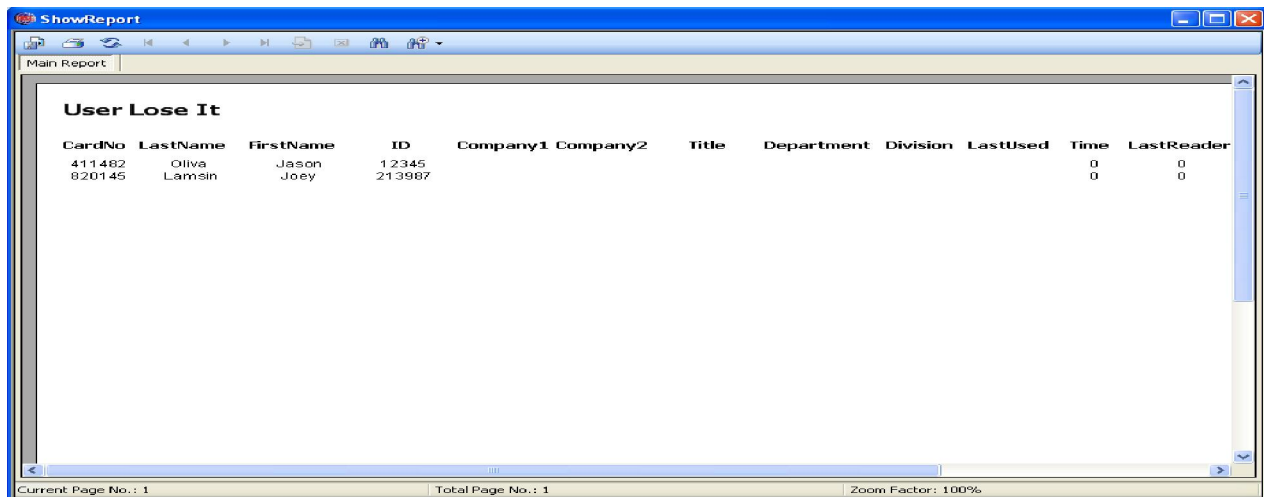 ShowReport
Main Report
User Lose It
CardNo LastName FirstName ID Company1 Company2 Title Department Division LastUsed Time LastReader
411482 Oliva Jason 12345 0 0
820145 Lamsin Joey 213987 0 0
Current Page No.: 1 Total Page No.: 1 Zoom Factor: 100%